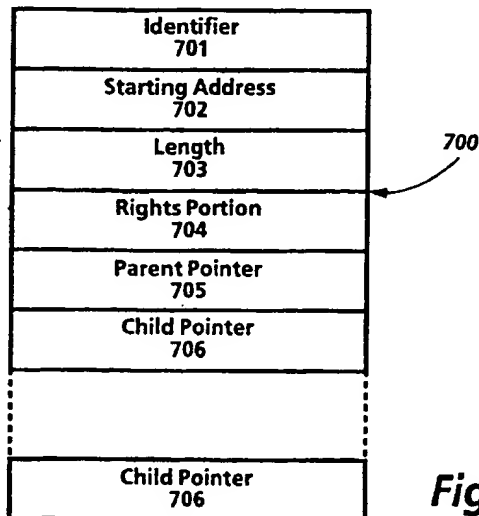 Identifier
701
Starting Address
702
Length
703
700
Rights Portion
704
Parent Pointer
705
Child Pointer
706
Child Pointer
706
Fig